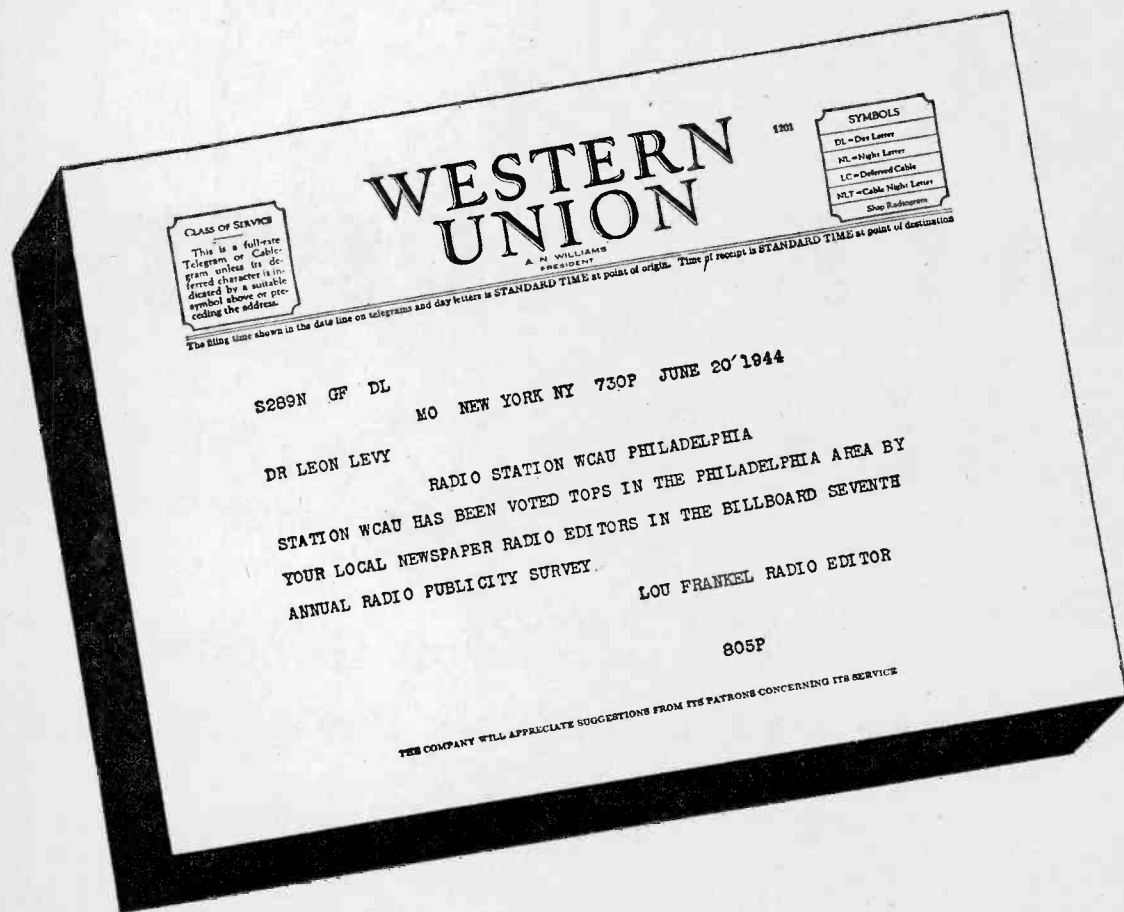 CLASS OF SERVICE
This is a full-rate
Telegram or Cable-
gram unless its de-
ferred character is in-
dicated by a suitable
symbol above or pre-
ceding the address.
WESTERN
UNION
A. N. WILLIAMS
PRESIDENT
1201
SYMBOLS
DL=Day Letter
NL=Night Letter
LC=Deferred Cable
NLT=Cable Night Letter
Ship Radiogram
The filing time shown in the date line on telegrams and day letters is STANDARD TIME at point of origin. Time of receipt is STANDARD TIME at point of destination
S289N GF DL
MO NEW YORK NY 730P JUNE 20'1944
DR LEON LEVY
RADIO STATION WCAU PHILADELPHIA
STATION WCAU HAS BEEN VOTED TOPS IN THE PHILADELPHIA AREA BY
YOUR LOCAL NEWSPAPER RADIO EDITORS IN THE BILLBOARD SEVENTH
ANNUAL RADIO PUBLICITY SURVEY.
LOU FRANKEL RADIO EDITOR
805P
THE COMPANY WILL APPRECIATE SUGGESTIONS FROM ITS PATRONS CONCERNING ITS SERVICE